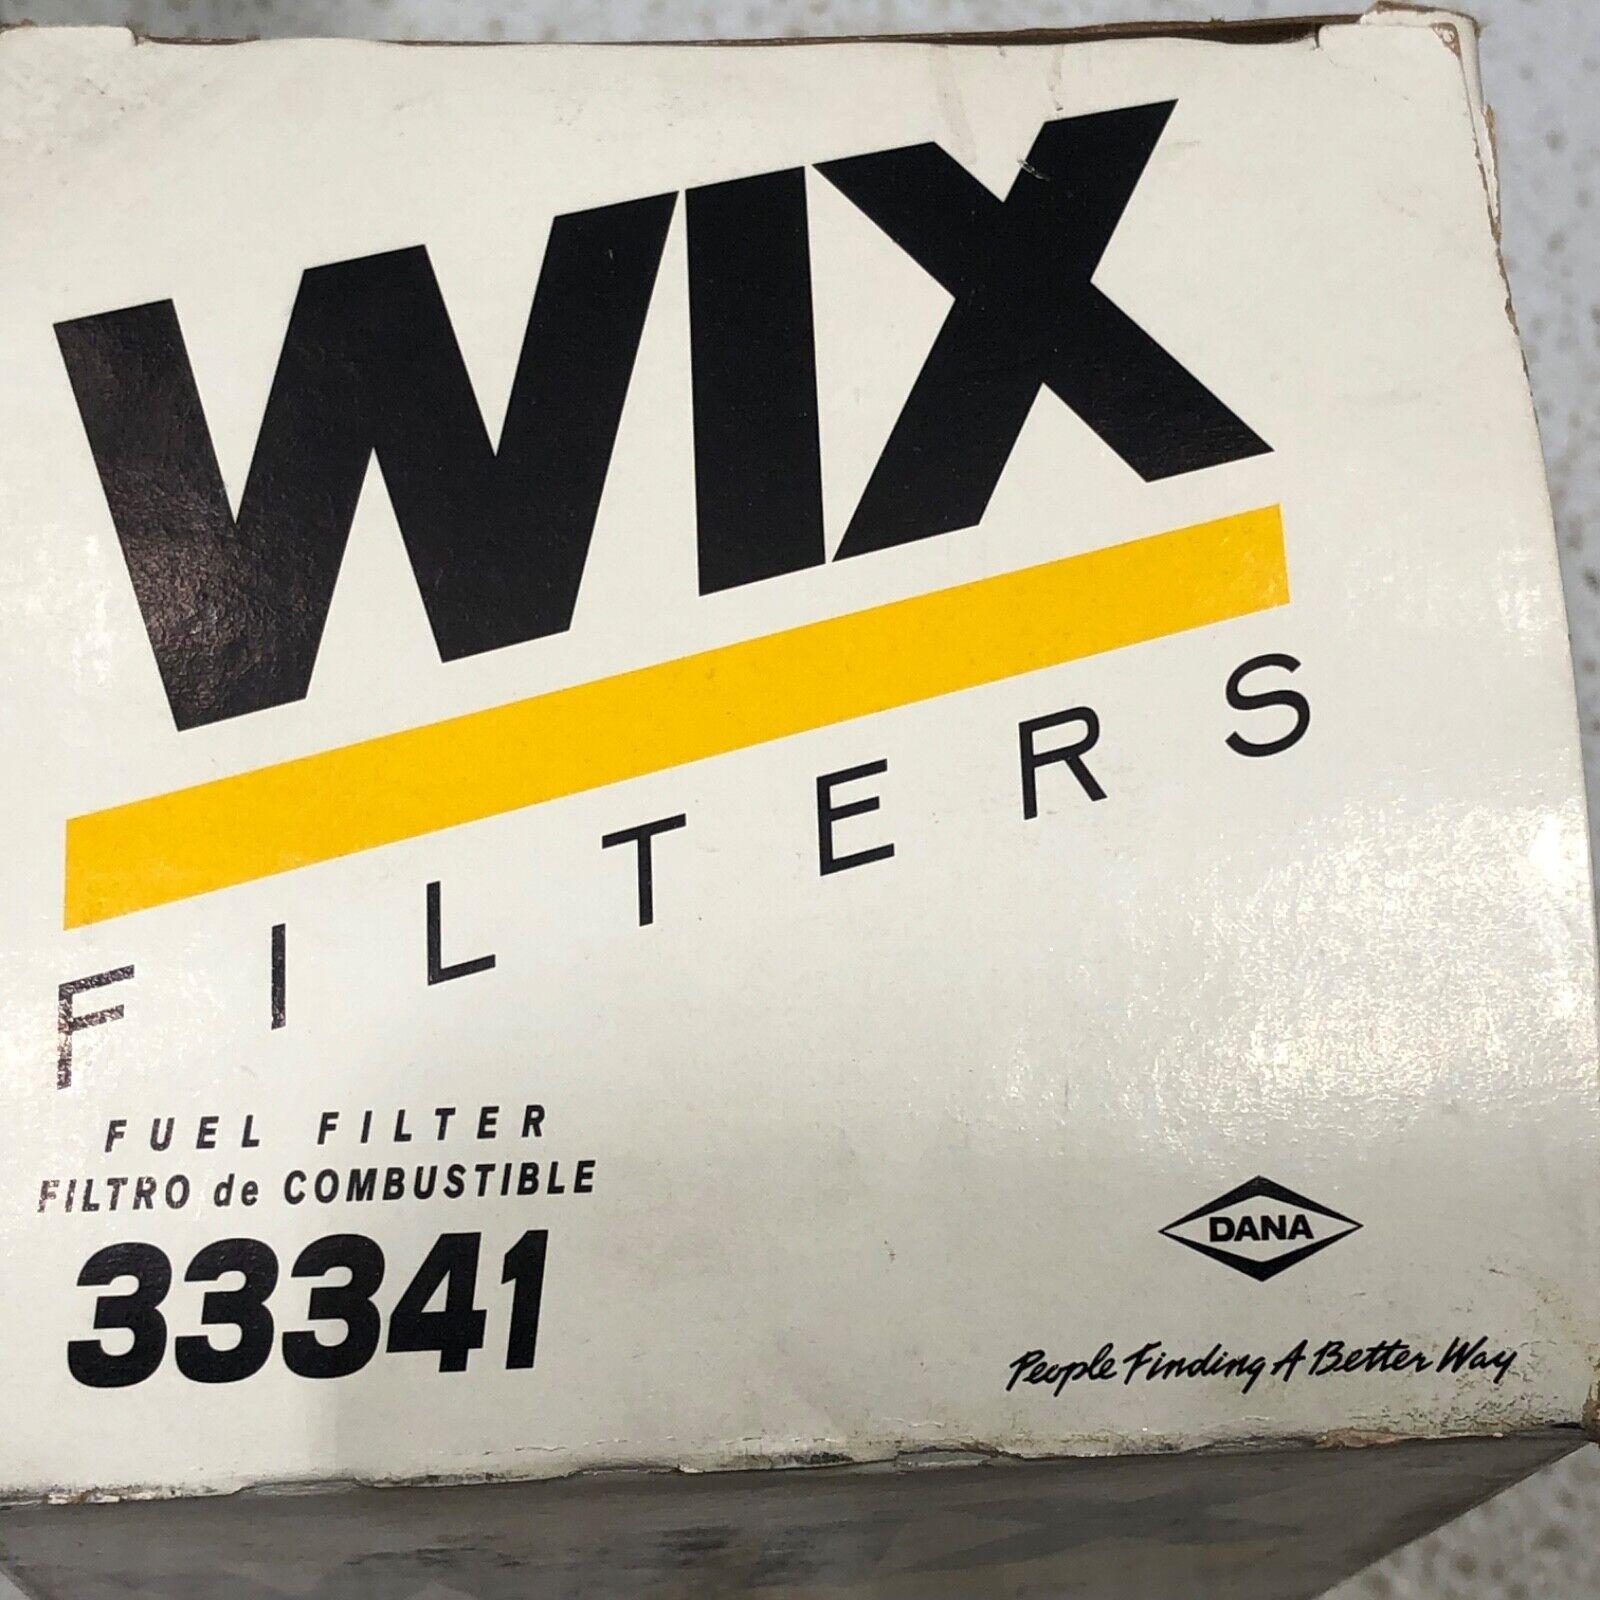 WIX
FILTERS
FUEL FILTER
FILTRO de COMBUSTIBLE
33341
DANA
People Finding A Better Way